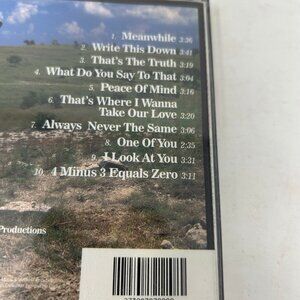 1. Meanwhile 3:36
2. Write This Down 3:41
3. That's The Truth 3:19
4. What Do You Say To That 3:04
5. Peace Of Mind 3:16
6. That's Where I Wanna
Take Our Love 3:20
7. Always Never The Same 3:06
8. One Of You 2:35
9. I Look At You 3:31
10. 4 Minus 3 Equals Zero 3:11
Productions